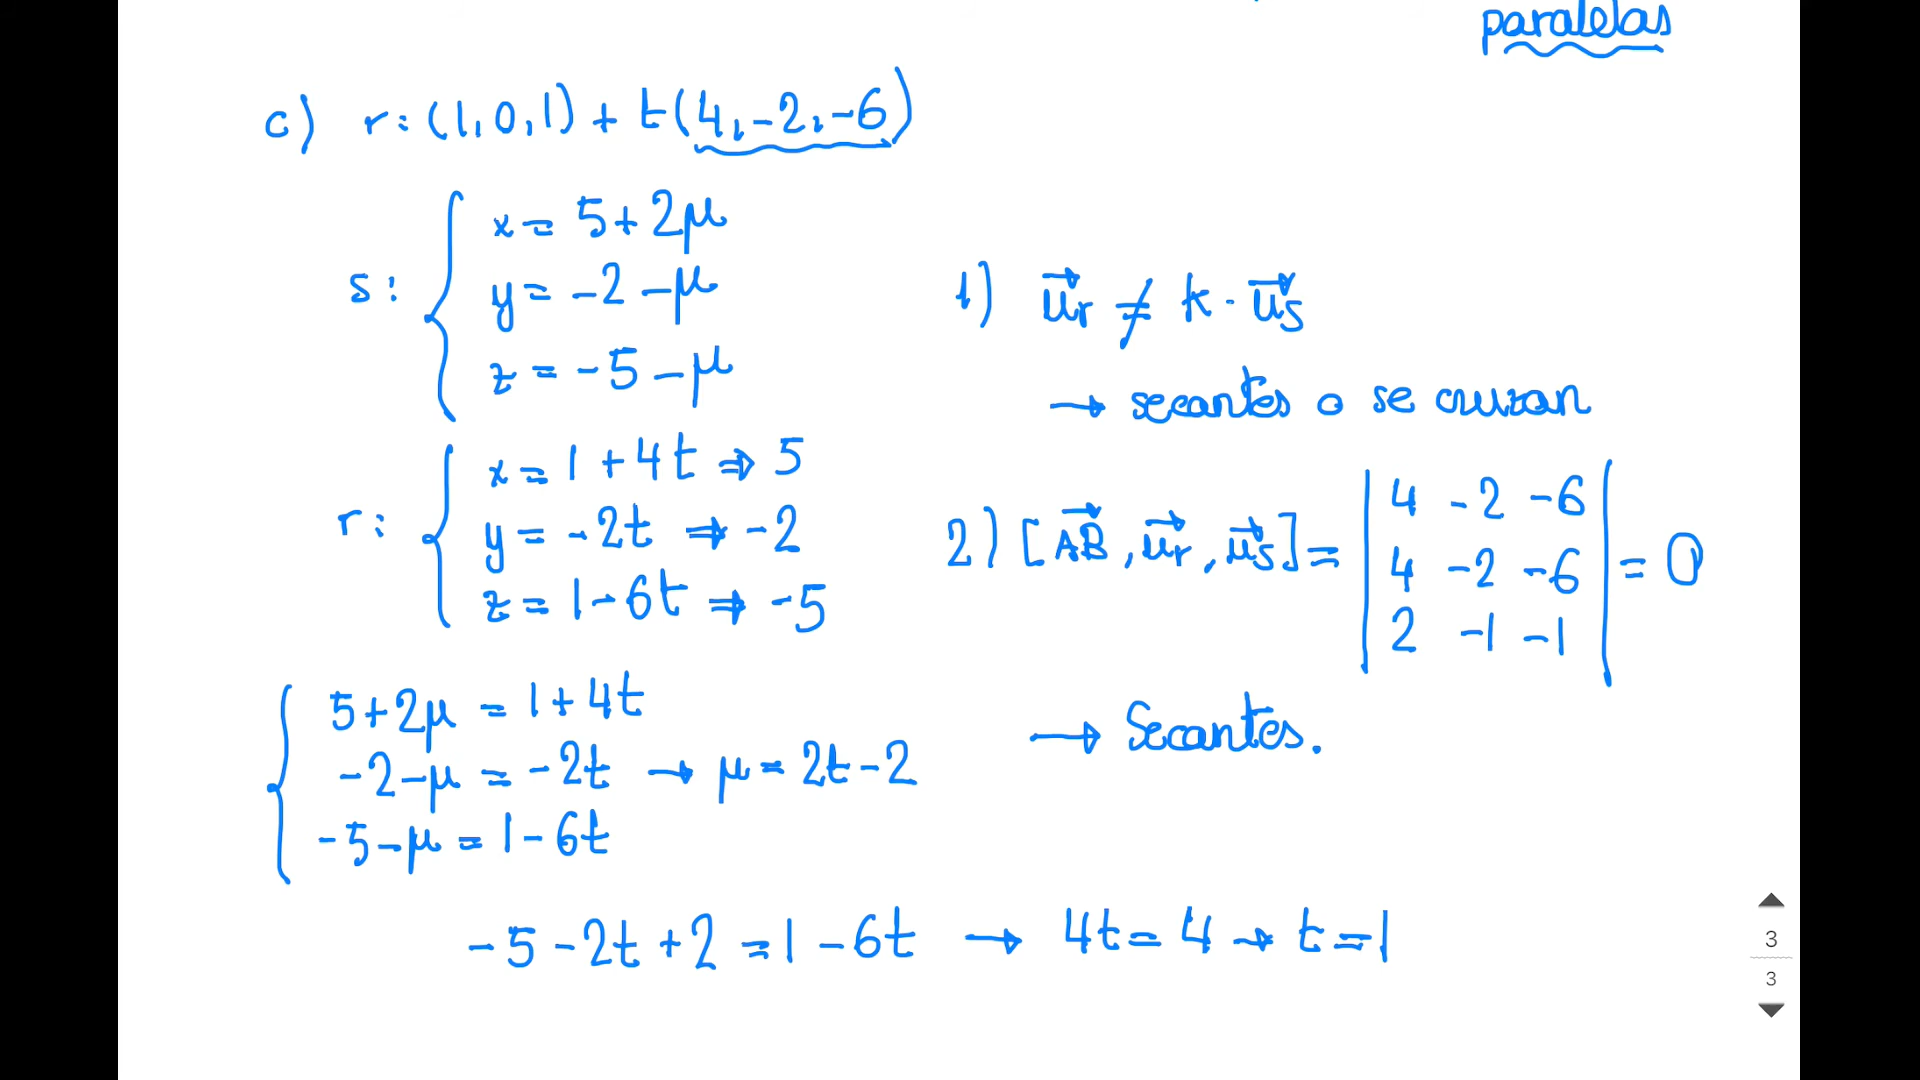 paralelas
c) r: (1,0,1) + t(4,-2,-6)
s: { x = 5+2μ
y = -2-μ
z = -5-μ
1) u⃗r ≠ k · u⃗s
→ secantes o se cruzan
r: { x = 1+4t ⇒ 5
y = -2t ⇒ -2
z = 1-6t ⇒ -5
2) [AB⃗, u⃗r, u⃗s] = | 4 -2 -6 |
| 4 -2 -6 | = 0
| 2 -1 -1 |
→ Secantes.
{ 5+2μ = 1+4t
-2-μ = -2t → μ = 2t-2
-5-μ = 1-6t
-5-2t+2 = 1-6t → 4t = 4 → t = 1
3
3